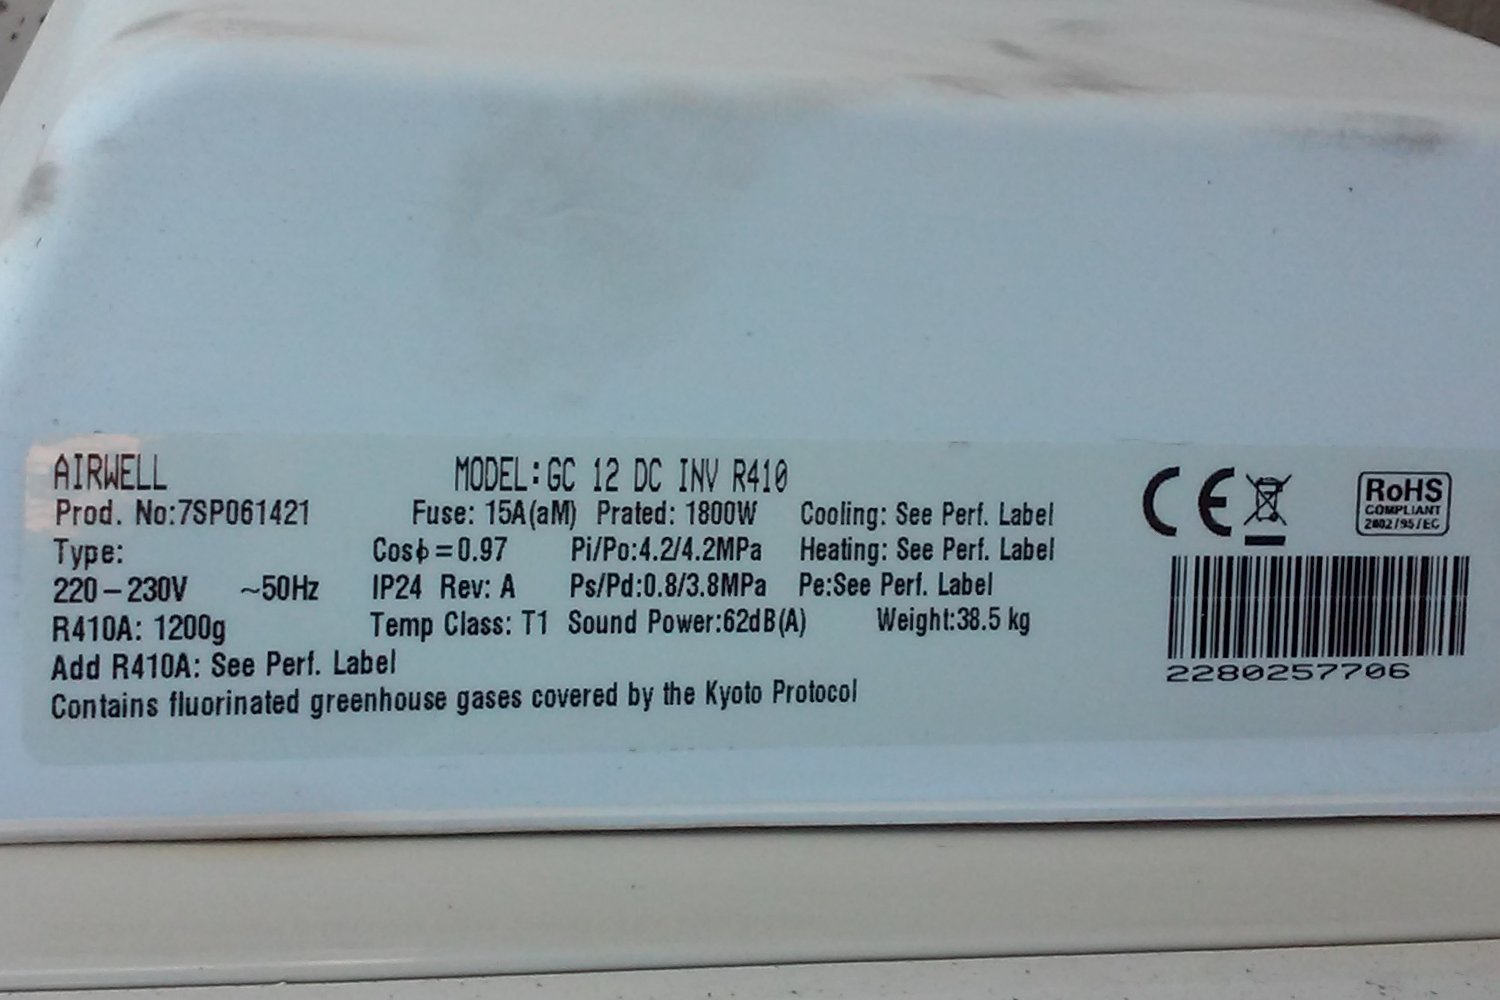 AIRWELL MODEL:GC 12 DC INV R410
Prod. No:7SP061421 Fuse: 15A(aM) Prated: 1800W Cooling: See Perf. Label
Type: Cosϕ=0.97 Pi/Po:4.2/4.2MPa Heating: See Perf. Label
220-230V ~50Hz IP24 Rev: A Ps/Pd:0.8/3.8MPa Pe:See Perf. Label
R410A: 1200g Temp Class: T1 Sound Power:62dB(A) Weight:38.5 kg
Add R410A: See Perf. Label
Contains fluorinated greenhouse gases covered by the Kyoto Protocol
CE
RoHS
COMPLIANT
2002/95/EC
2280257706